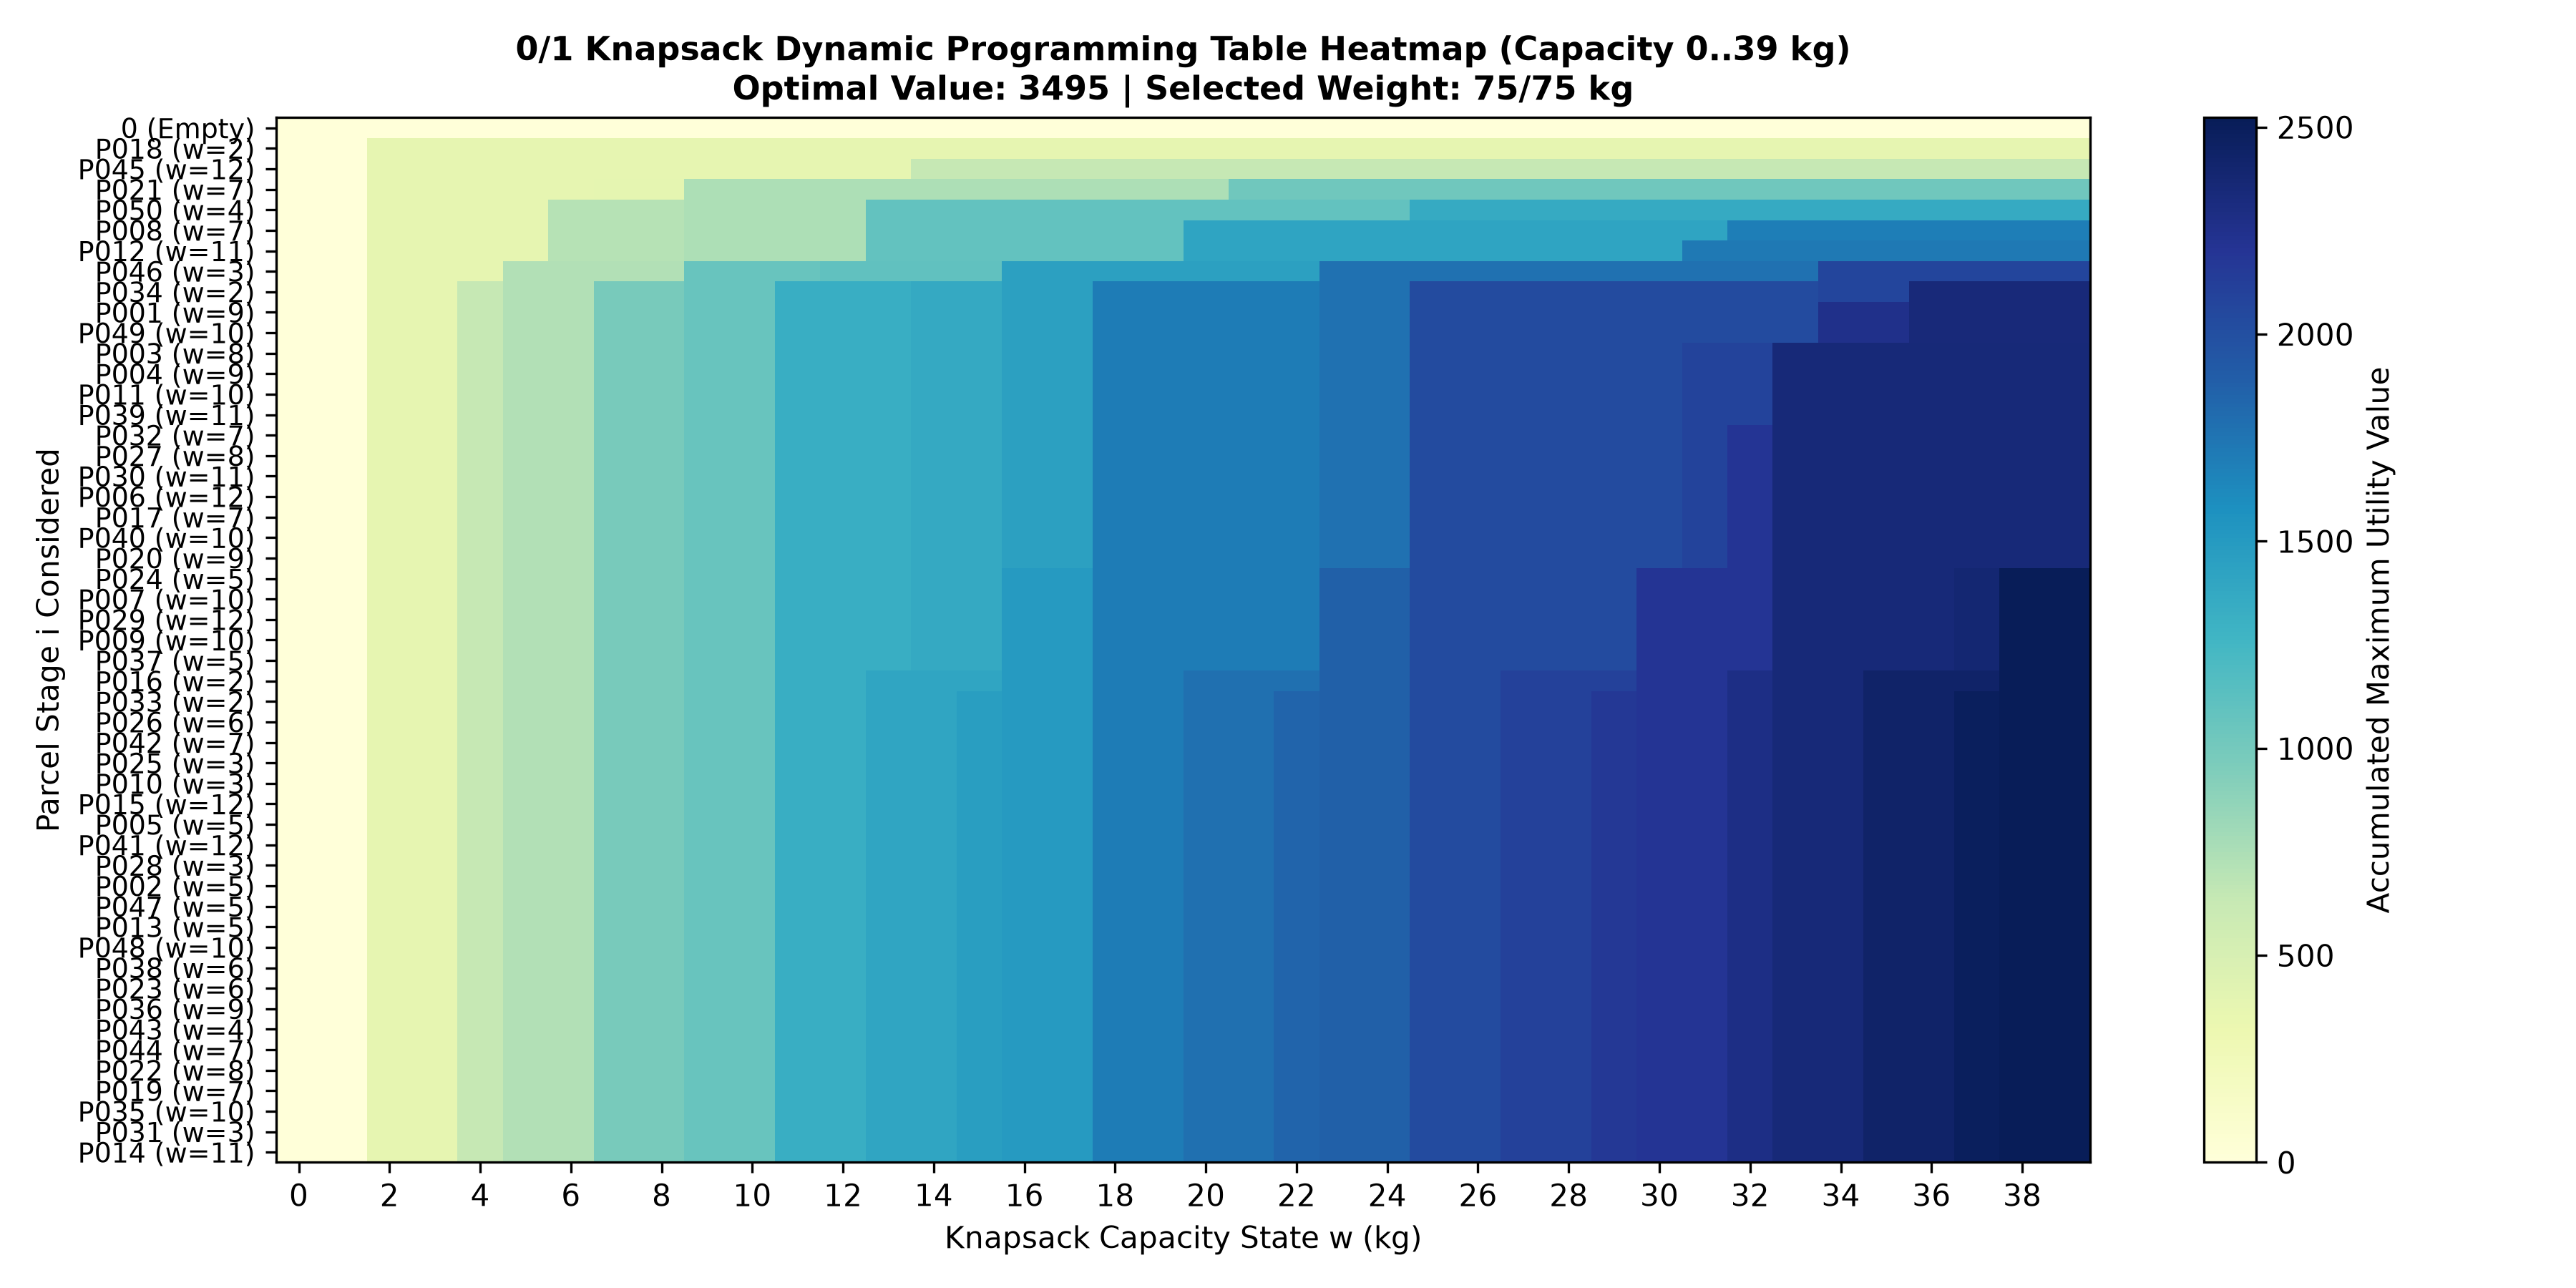 0/1 Knapsack Dynamic Programming Table Heatmap (Capacity 0..39 kg)
Optimal Value: 3495 | Selected Weight: 75/75 kg
Parcel Stage i Considered
0 (Empty)
P018 (w=2)
P045 (w=12)
P021 (w=7)
P050 (w=4)
P008 (w=7)
P012 (w=11)
P046 (w=3)
P034 (w=2)
P001 (w=9)
P049 (w=10)
P003 (w=8)
P004 (w=9)
P011 (w=10)
P039 (w=11)
P032 (w=7)
P027 (w=8)
P030 (w=11)
P006 (w=12)
P017 (w=7)
P040 (w=10)
P020 (w=9)
P024 (w=5)
P007 (w=10)
P029 (w=12)
P009 (w=10)
P037 (w=5)
P016 (w=2)
P033 (w=2)
P026 (w=6)
P042 (w=7)
P025 (w=3)
P010 (w=3)
P015 (w=12)
P005 (w=5)
P041 (w=12)
P028 (w=3)
P002 (w=5)
P047 (w=5)
P013 (w=5)
P048 (w=10)
P038 (w=6)
P023 (w=6)
P036 (w=9)
P043 (w=4)
P044 (w=7)
P022 (w=8)
P019 (w=7)
P035 (w=10)
P031 (w=3)
P014 (w=11)
0 2 4 6 8 10 12 14 16 18 20 22 24 26 28 30 32 34 36 38
Knapsack Capacity State w (kg)
2500
2000
1500
1000
500
0
Accumulated Maximum Utility Value